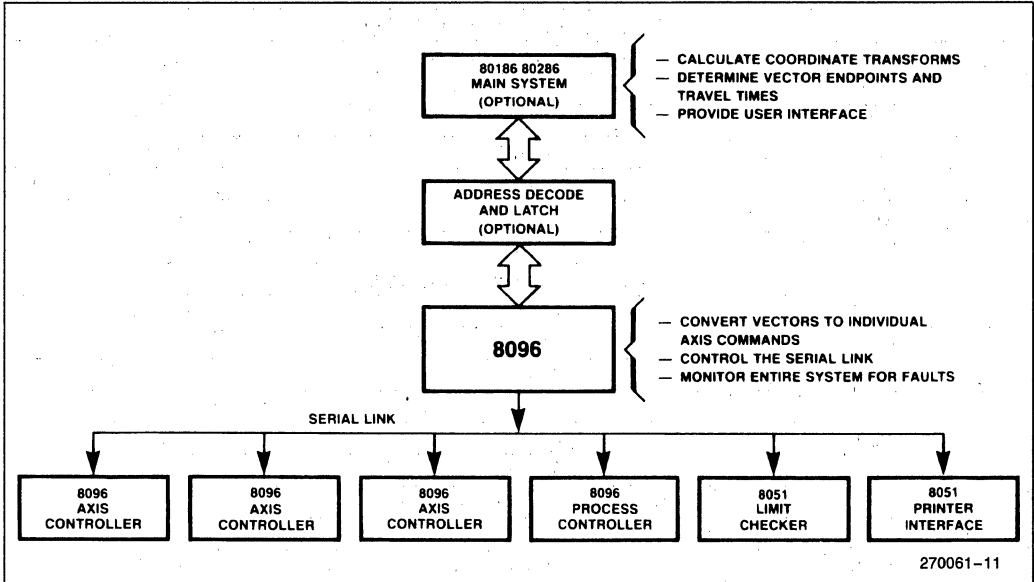 80186 80286
MAIN SYSTEM
(OPTIONAL)
— CALCULATE COORDINATE TRANSFORMS
— DETERMINE VECTOR ENDPOINTS AND
TRAVEL TIMES
— PROVIDE USER INTERFACE
ADDRESS DECODE
AND LATCH
(OPTIONAL)
8096
— CONVERT VECTORS TO INDIVIDUAL
AXIS COMMANDS
— CONTROL THE SERIAL LINK
— MONITOR ENTIRE SYSTEM FOR FAULTS
SERIAL LINK
8096
AXIS
CONTROLLER
8096
AXIS
CONTROLLER
8096
AXIS
CONTROLLER
8096
PROCESS
CONTROLLER
8051
LIMIT
CHECKER
8051
PRINTER
INTERFACE
270061–11